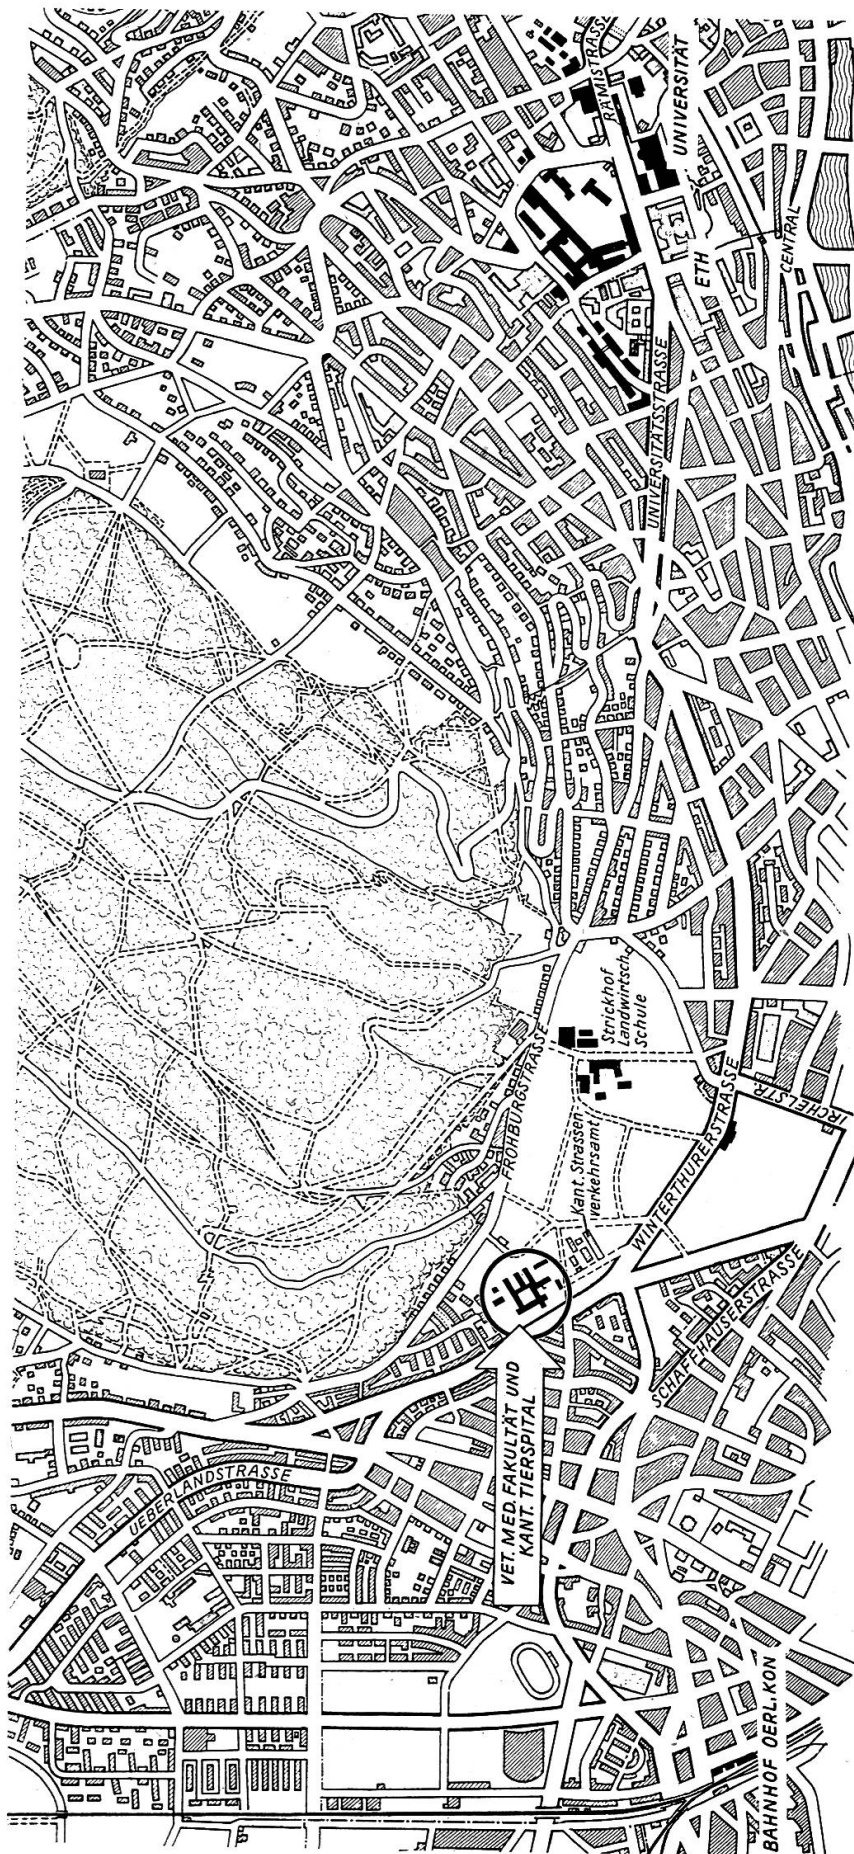 RÄMISTRASSE
UNIVERSITÄT
ETH
CENTRAL
UNIVERSITÄTSSTRASSE
Strickhof
Landwirtsch.
Schule
FROHBURGSTRASSE
IRCHELSTR.
WINTERTHURERSTRASSE
Kant. Strassen
verkehrsamt
SCHAFFHAUSERSTRASSE
VET. MED. FAKULTÄT UND
KANT. TIERSPITAL
UEBERLANDSTRASSE
BAHNHOF OERLIKON